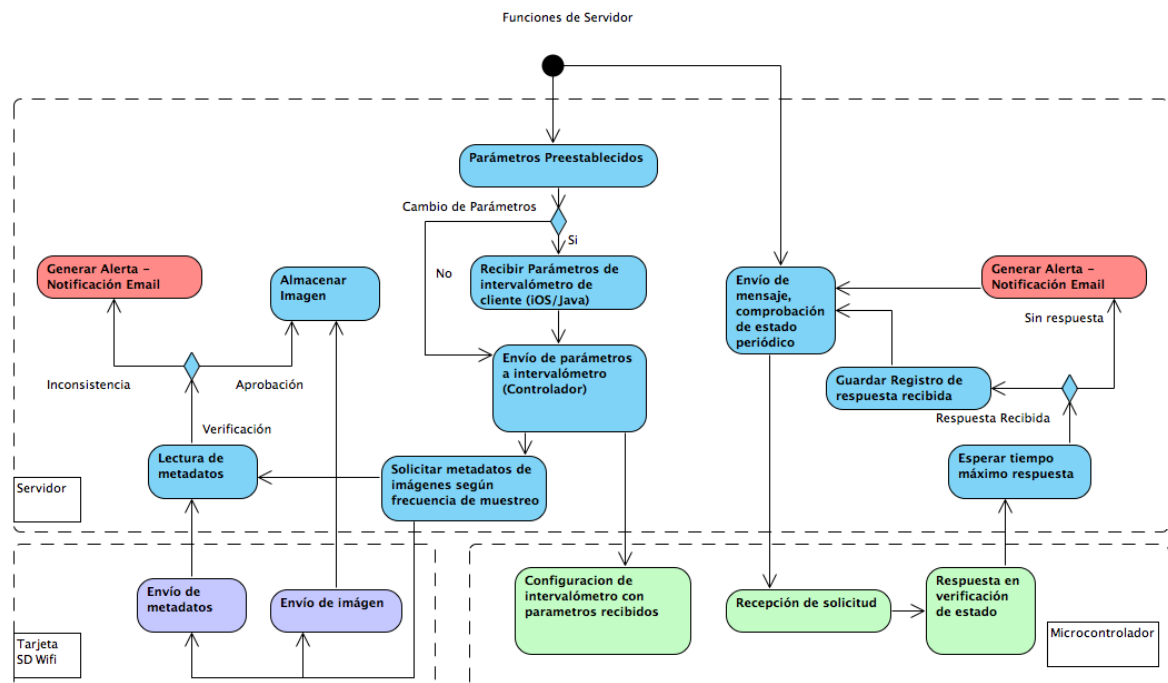 Funciones de Servidor
Parámetros Preestablecidos
Cambio de Parámetros
Si
No
Generar Alerta –
Notificación Email
Almacenar
Imagen
Recibir Parámetros de
intervalómetro de
cliente (iOS/Java)
Envío de
mensaje,
comprobación
de estado
periódico
Generar Alerta –
Notificación Email
Sin respuesta
Envío de parámetros
a intervalómetro
(Controlador)
Guardar Registro de
respuesta recibida
Inconsistencia
Aprobación
Respuesta Recibida
Verificación
Lectura de
metadatos
Solicitar metadatos de
imágenes según
frecuencia de muestreo
Esperar tiempo
máximo respuesta
Servidor
Envío de
metadatos
Envío de imágen
Configuracion de
intervalómetro con
parametros recibidos
Recepción de solicitud
Respuesta en
verificación
de estado
Tarjeta
SD Wifi
Microcontrolador